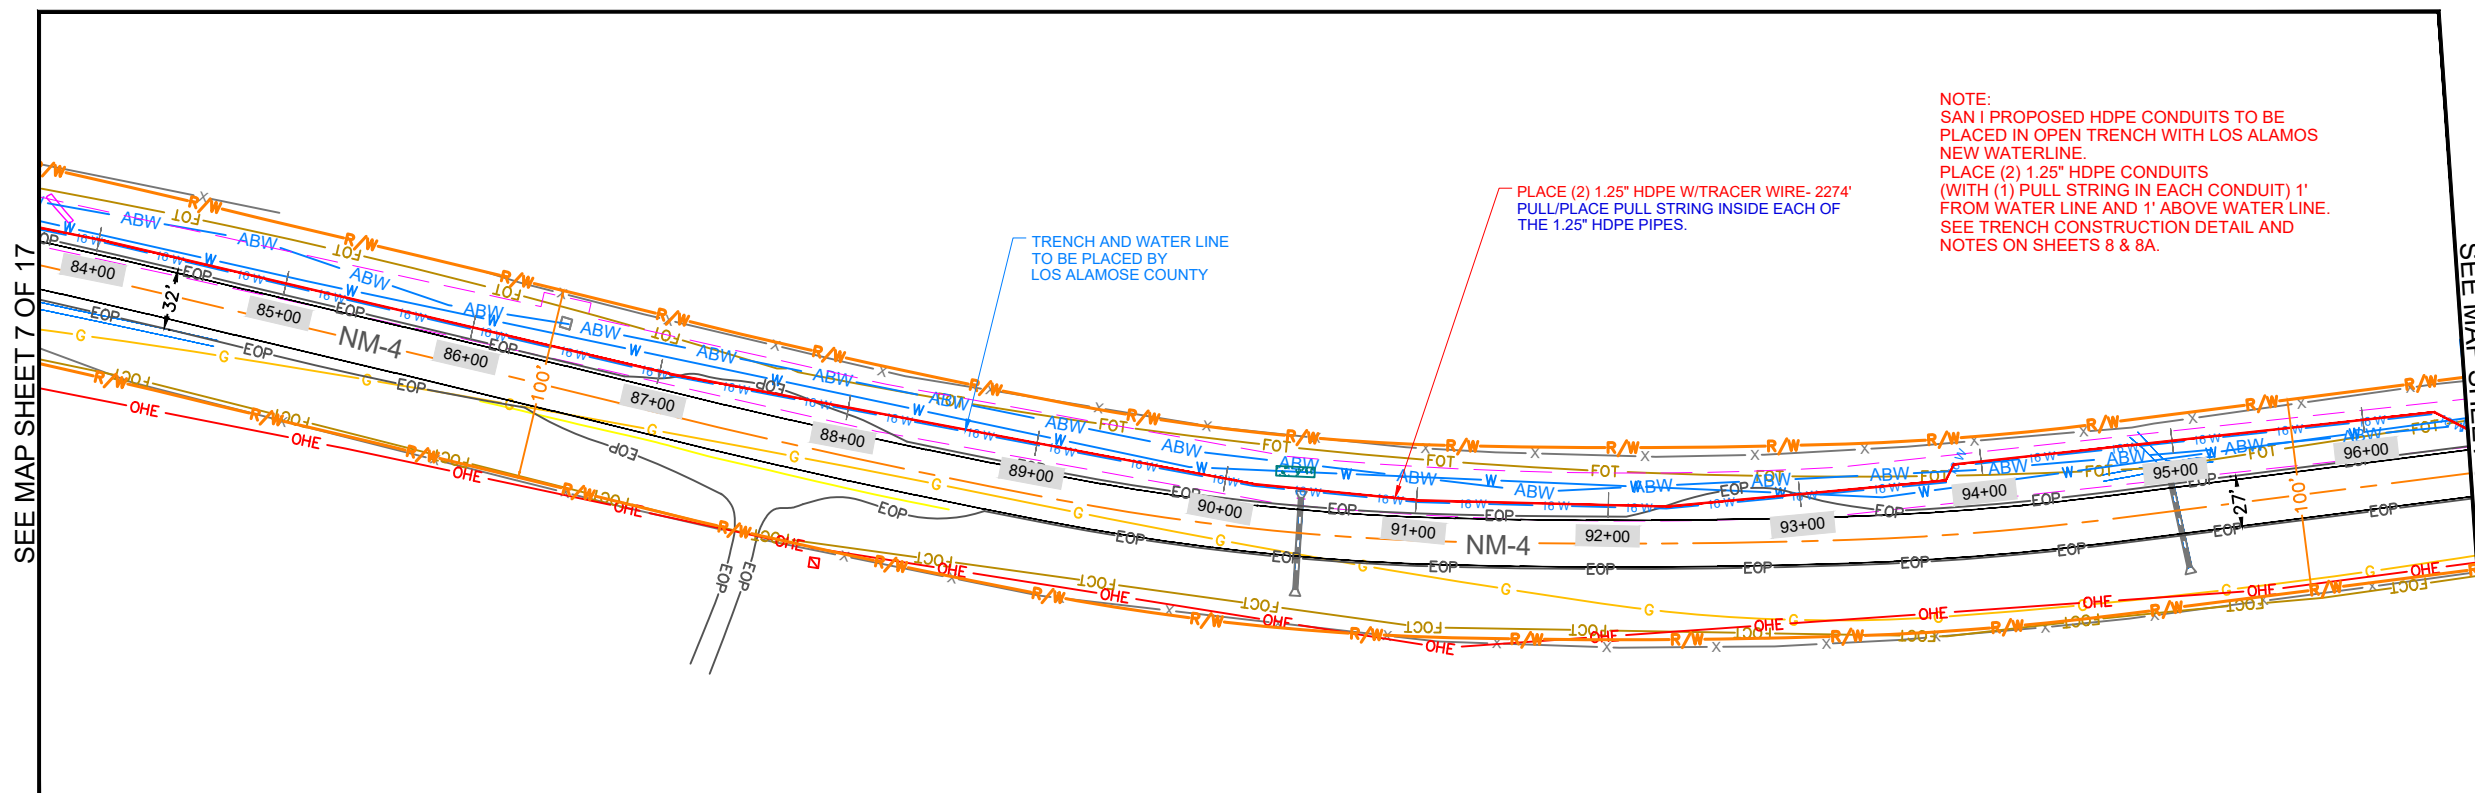 NOTE:
SAN I PROPOSED HDPE CONDUITS TO BE
PLACED IN OPEN TRENCH WITH LOS ALAMOS
NEW WATERLINE.
PLACE (2) 1.25" HDPE CONDUITS
(WITH (1) PULL STRING IN EACH CONDUIT) 1'
FROM WATER LINE AND 1' ABOVE WATER LINE.
SEE TRENCH CONSTRUCTION DETAIL AND
NOTES ON SHEETS 8 & 8A.
PLACE (2) 1.25" HDPE W/TRACER WIRE- 2274'
PULL/PLACE PULL STRING INSIDE EACH OF
THE 1.25" HDPE PIPES.
TRENCH AND WATER LINE
TO BE PLACED BY
LOS ALAMOSE COUNTY
SEE MAP SHEET 7 OF 17
84+00
85+00
86+00
87+00
88+00
89+00
90+00
91+00
92+00
93+00
94+00
95+00
96+00
NM-4
NM-4
32'
100'
27'
100'
R/W
ABW
FOT
W
16 W
EOP
G
FOCT
OHE
X